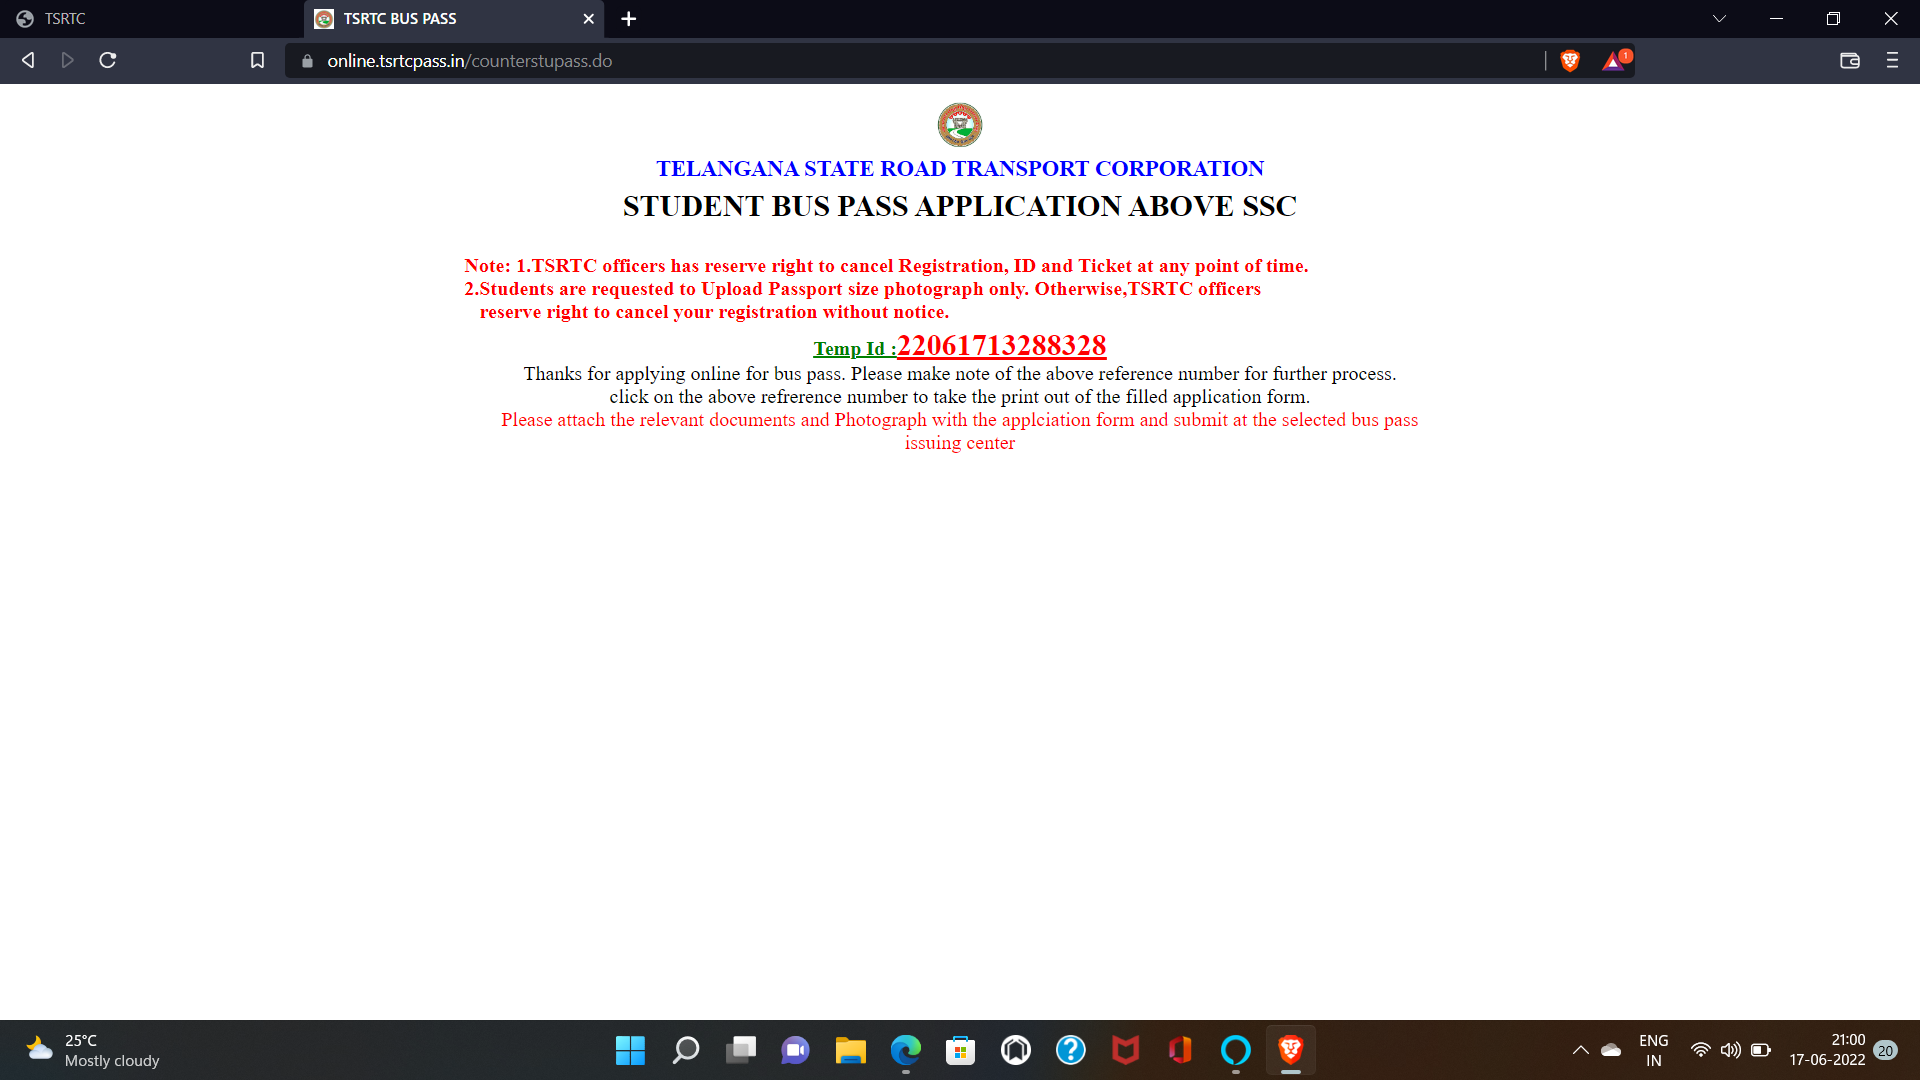 TSRTC
TSRTC BUS PASS
online.tsrtcpass.in/counterstupass.do
1
TELANGANA STATE ROAD TRANSPORT CORPORATION
STUDENT BUS PASS APPLICATION ABOVE SSC
Note: 1.TSRTC officers has reserve right to cancel Registration, ID and Ticket at any point of time.
2.Students are requested to Upload Passport size photograph only. Otherwise,TSRTC officers
reserve right to cancel your registration without notice.
Temp Id :22061713288328
Thanks for applying online for bus pass. Please make note of the above reference number for further process.
click on the above refrerence number to take the print out of the filled application form.
Please attach the relevant documents and Photograph with the applciation form and submit at the selected bus pass
issuing center
25°C
Mostly cloudy
ENG
IN
21:00
17-06-2022
20